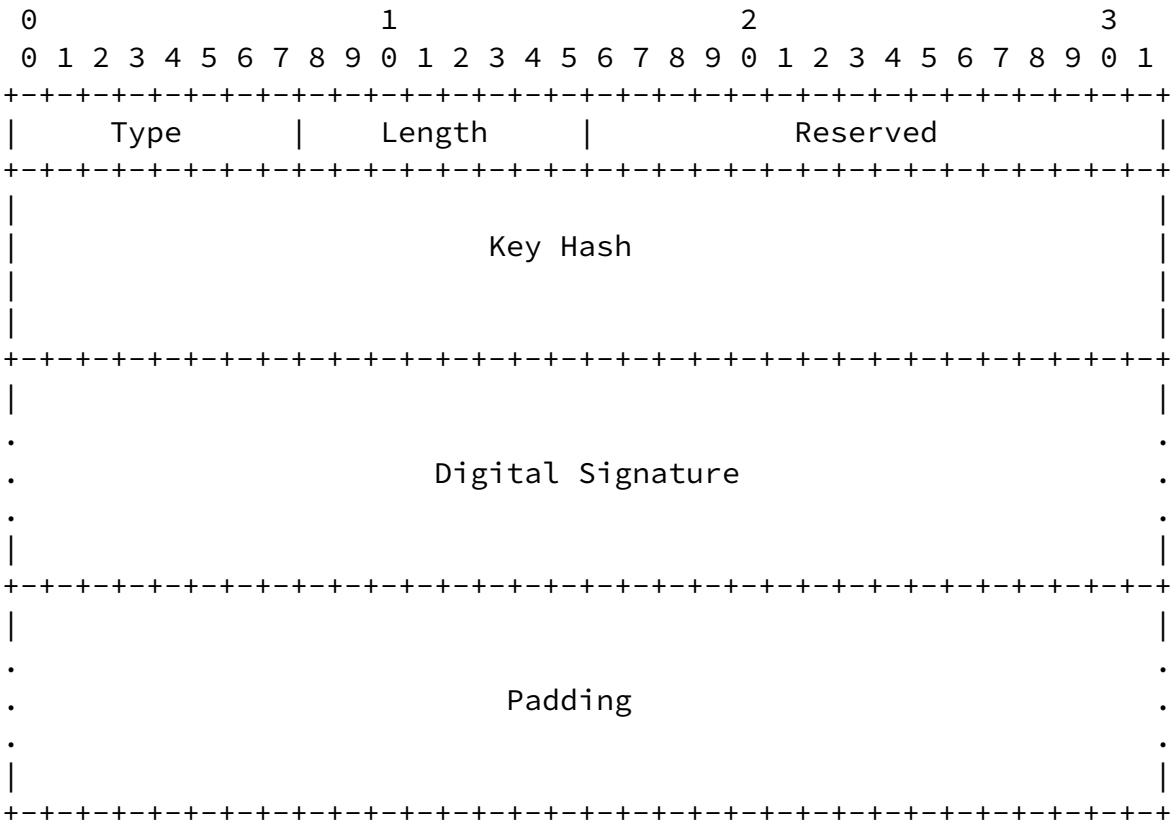 0                   1                   2                   3
 0 1 2 3 4 5 6 7 8 9 0 1 2 3 4 5 6 7 8 9 0 1 2 3 4 5 6 7 8 9 0 1
+-+-+-+-+-+-+-+-+-+-+-+-+-+-+-+-+-+-+-+-+-+-+-+-+-+-+-+-+-+-+-+-+
|     Type      |    Length     |           Reserved            |
+-+-+-+-+-+-+-+-+-+-+-+-+-+-+-+-+-+-+-+-+-+-+-+-+-+-+-+-+-+-+-+-+
|                                                               |
|                          Key Hash                             |
|                                                               |
|                                                               |
+-+-+-+-+-+-+-+-+-+-+-+-+-+-+-+-+-+-+-+-+-+-+-+-+-+-+-+-+-+-+-+-+
|                                                               |
.                                                               .
.                       Digital Signature                       .
.                                                               .
|                                                               |
+-+-+-+-+-+-+-+-+-+-+-+-+-+-+-+-+-+-+-+-+-+-+-+-+-+-+-+-+-+-+-+-+
|                                                               |
.                                                               .
.                           Padding                             .
.                                                               .
|                                                               |
+-+-+-+-+-+-+-+-+-+-+-+-+-+-+-+-+-+-+-+-+-+-+-+-+-+-+-+-+-+-+-+-+